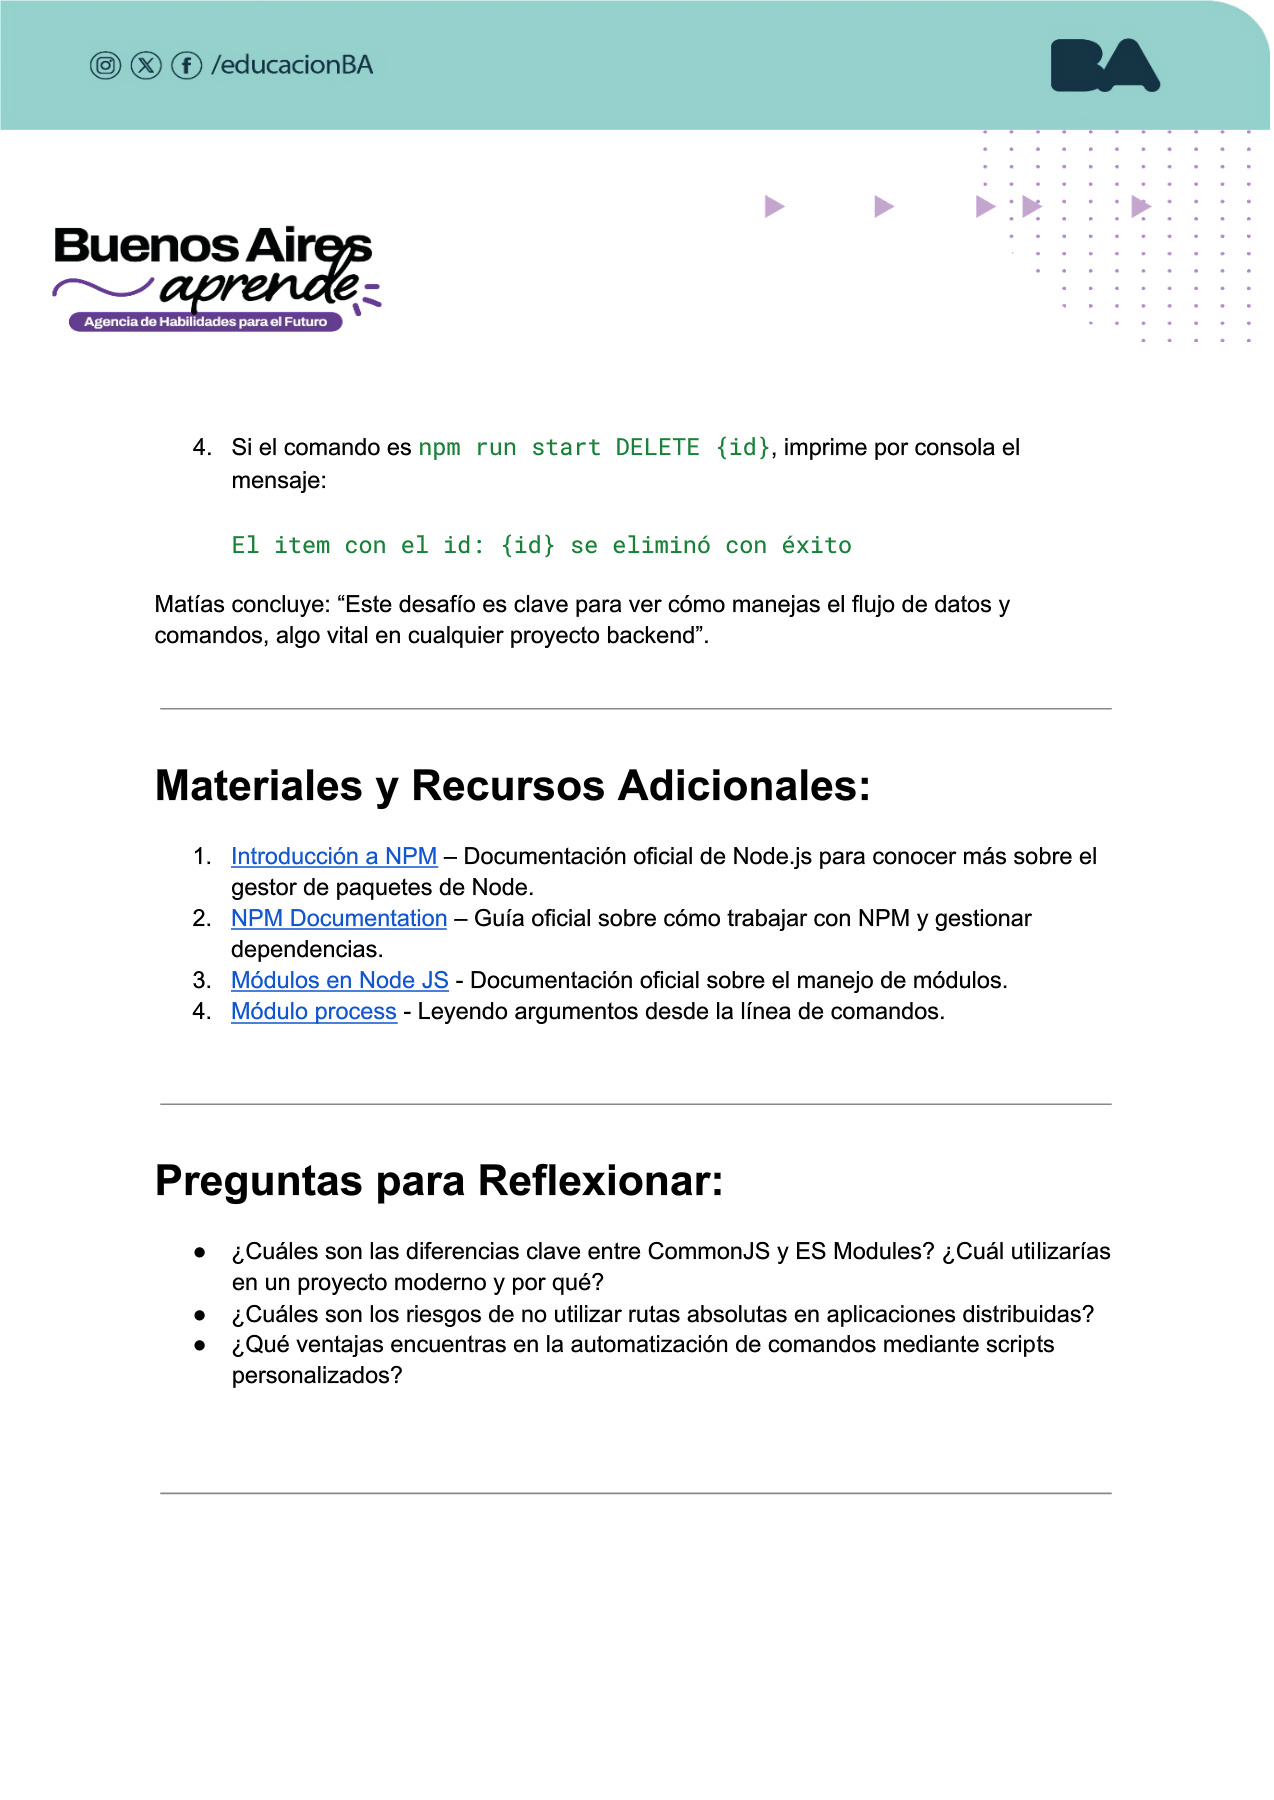 /educacionBA
BA
Buenos Aires
aprende
Agencia de Habilidades para el Futuro
4. Si el comando es npm run start DELETE {id}, imprime por consola el
mensaje:
El item con el id: {id} se eliminó con éxito
Matías concluye: “Este desafío es clave para ver cómo manejas el flujo de datos y
comandos, algo vital en cualquier proyecto backend”.
Materiales y Recursos Adicionales:
1. Introducción a NPM – Documentación oficial de Node.js para conocer más sobre el
gestor de paquetes de Node.
2. NPM Documentation – Guía oficial sobre cómo trabajar con NPM y gestionar
dependencias.
3. Módulos en Node JS - Documentación oficial sobre el manejo de módulos.
4. Módulo process - Leyendo argumentos desde la línea de comandos.
Preguntas para Reflexionar:
● ¿Cuáles son las diferencias clave entre CommonJS y ES Modules? ¿Cuál utilizarías
en un proyecto moderno y por qué?
● ¿Cuáles son los riesgos de no utilizar rutas absolutas en aplicaciones distribuidas?
● ¿Qué ventajas encuentras en la automatización de comandos mediante scripts
personalizados?